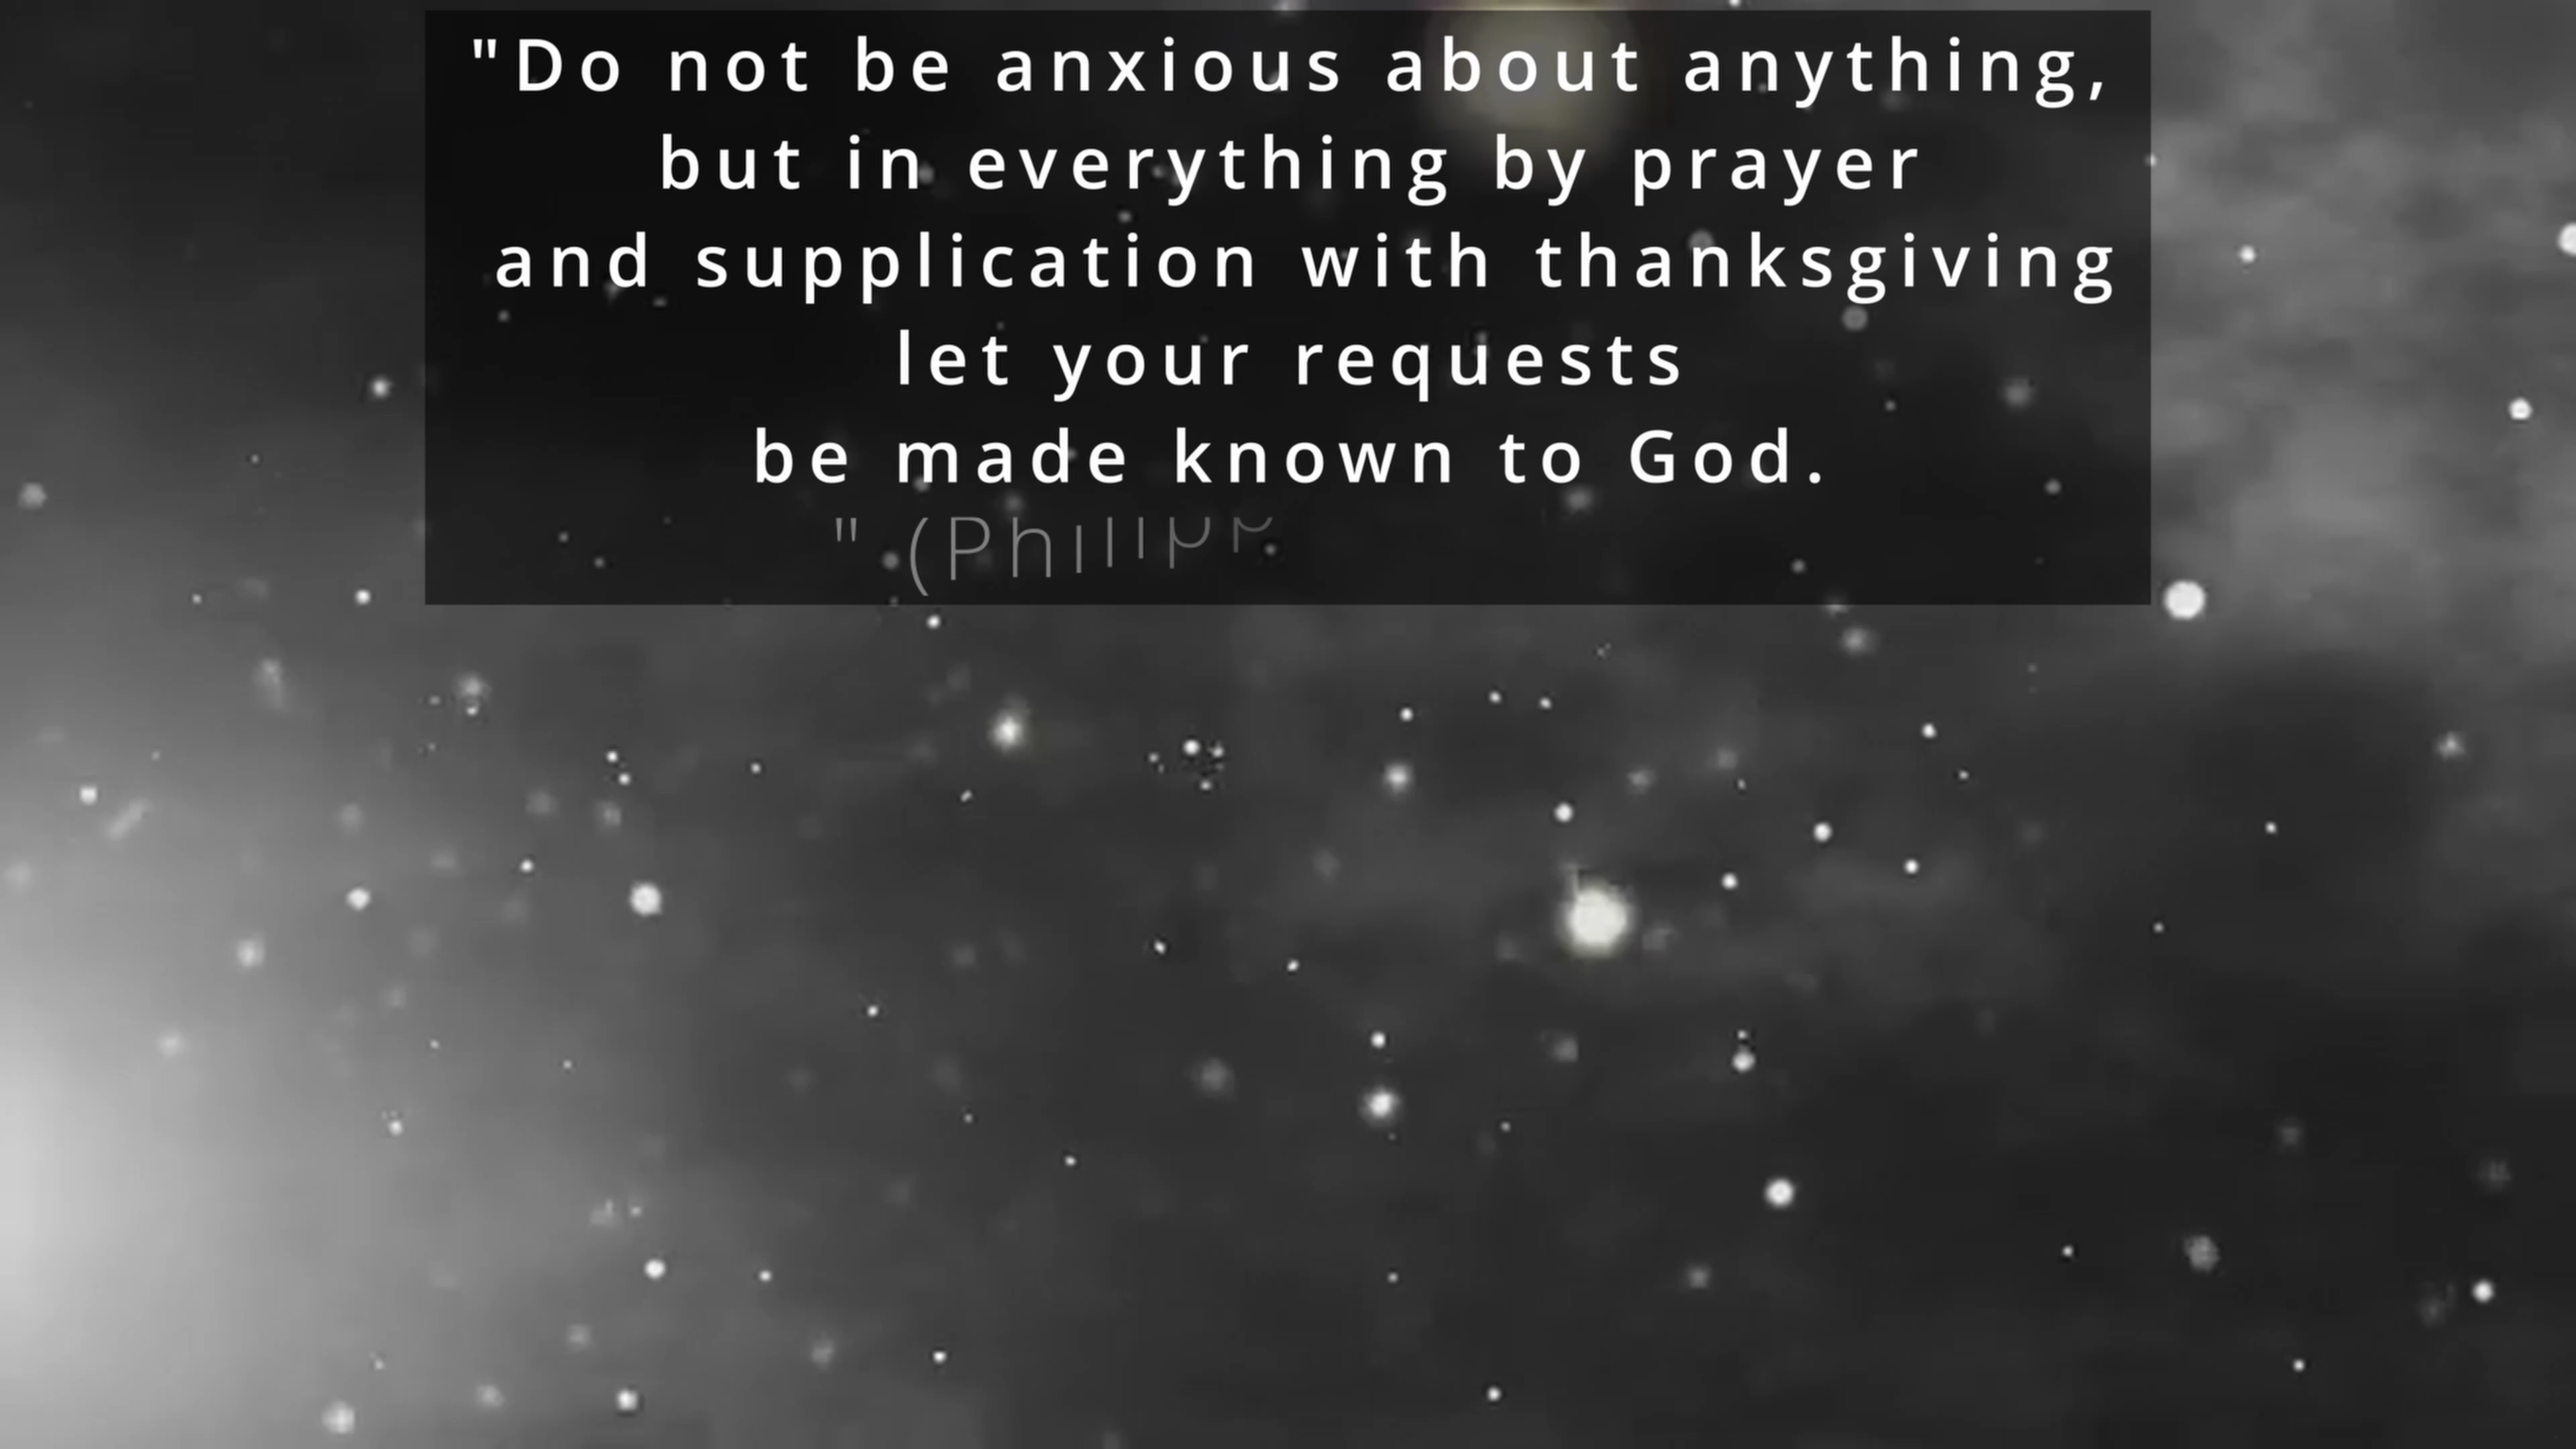 "Do not be anxious about anything,
but in everything by prayer
and supplication with thanksgiving
let your requests
be made known to God.
" (Philipp